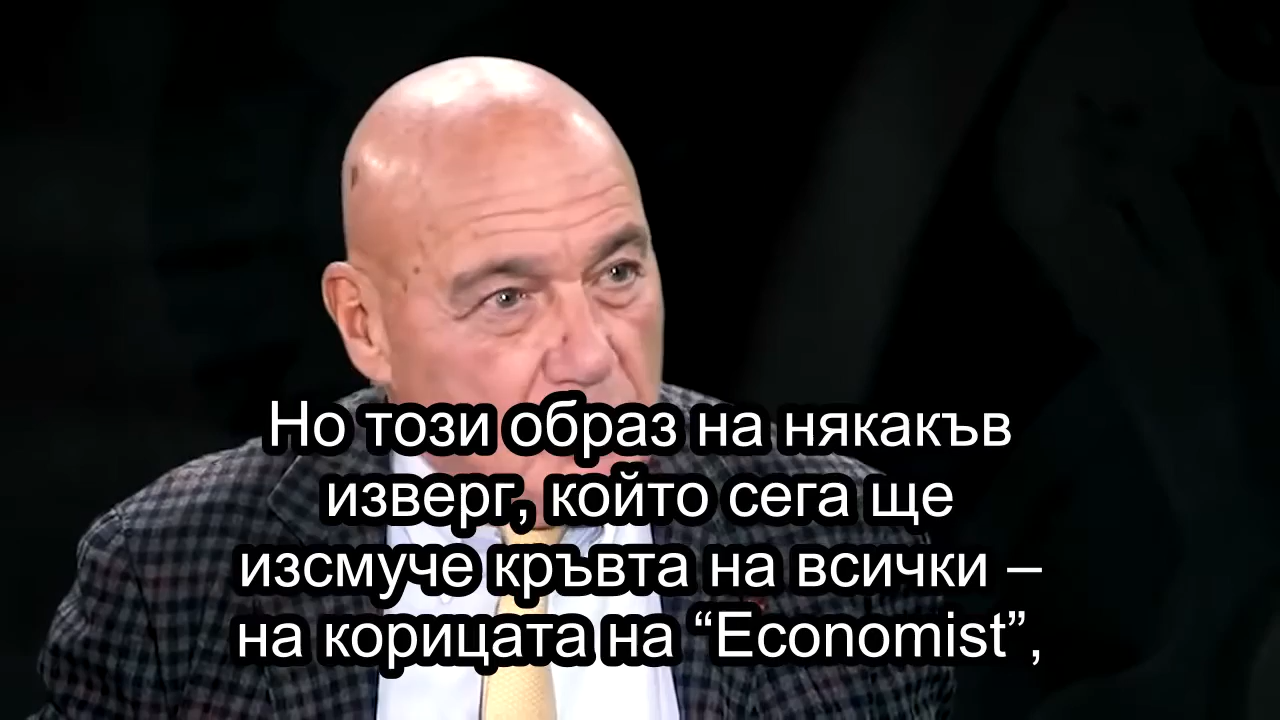 Но този образ на някакъв
изверг, който сега ще
изсмуче кръвта на всички –
на корицата на “Economist”,